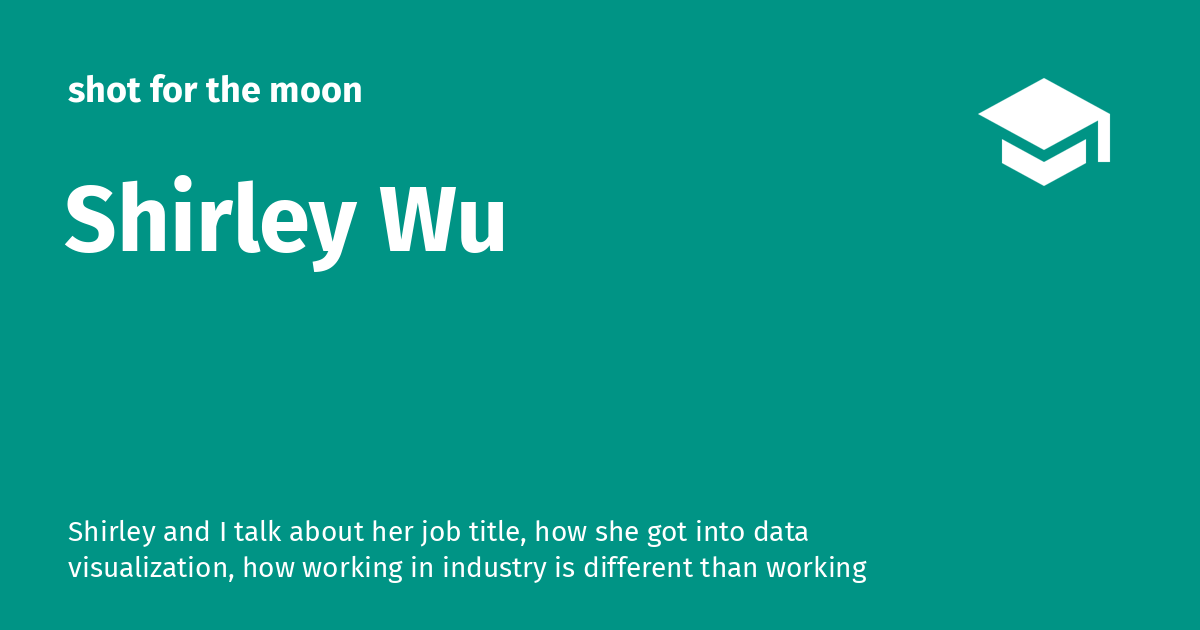 shot for the moon
Shirley Wu
Shirley and I talk about her job title, how she got into data
visualization, how working in industry is different than working